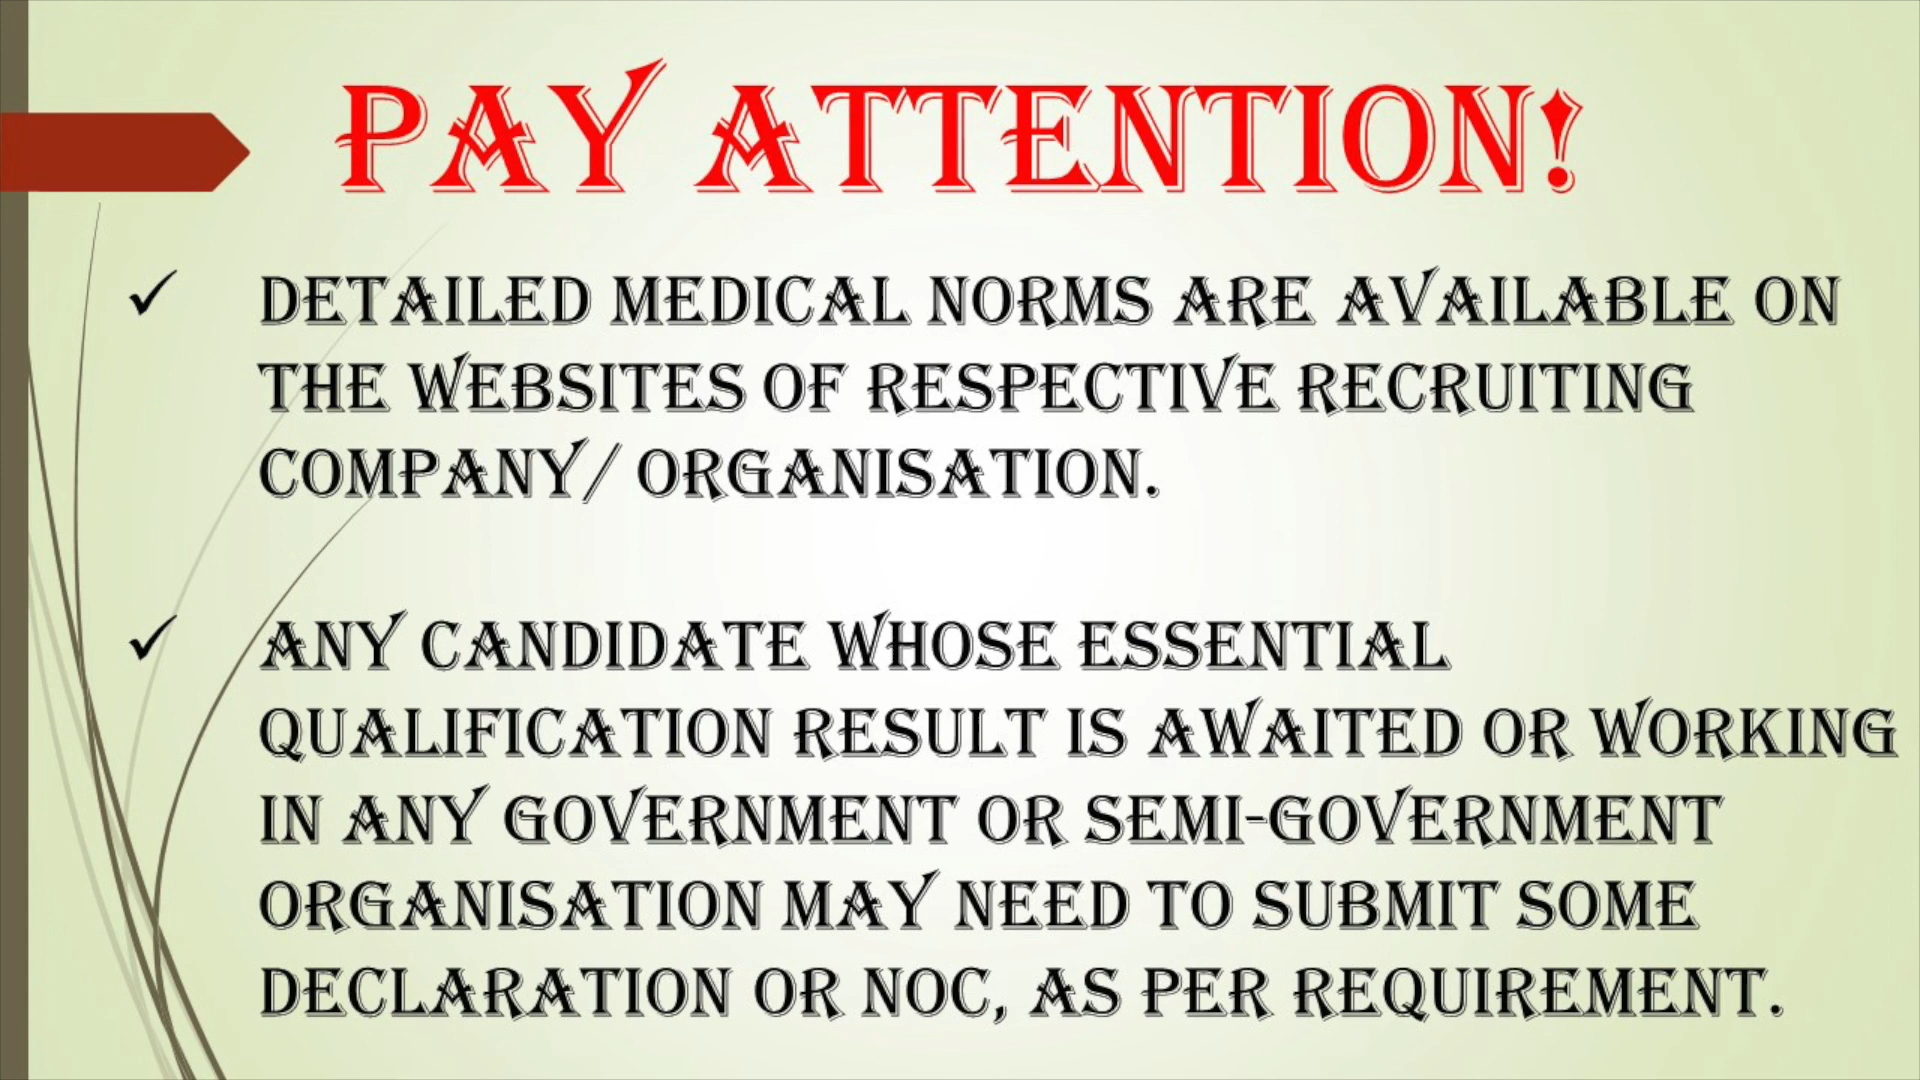 PAY ATTENTION!
✓ DETAILED MEDICAL NORMS ARE AVAILABLE ON
THE WEBSITES OF RESPECTIVE RECRUITING
COMPANY/ ORGANISATION.
✓ ANY CANDIDATE WHOSE ESSENTIAL
QUALIFICATION RESULT IS AWAITED OR WORKING
IN ANY GOVERNMENT OR SEMI-GOVERNMENT
ORGANISATION MAY NEED TO SUBMIT SOME
DECLARATION OR NOC, AS PER REQUIREMENT.